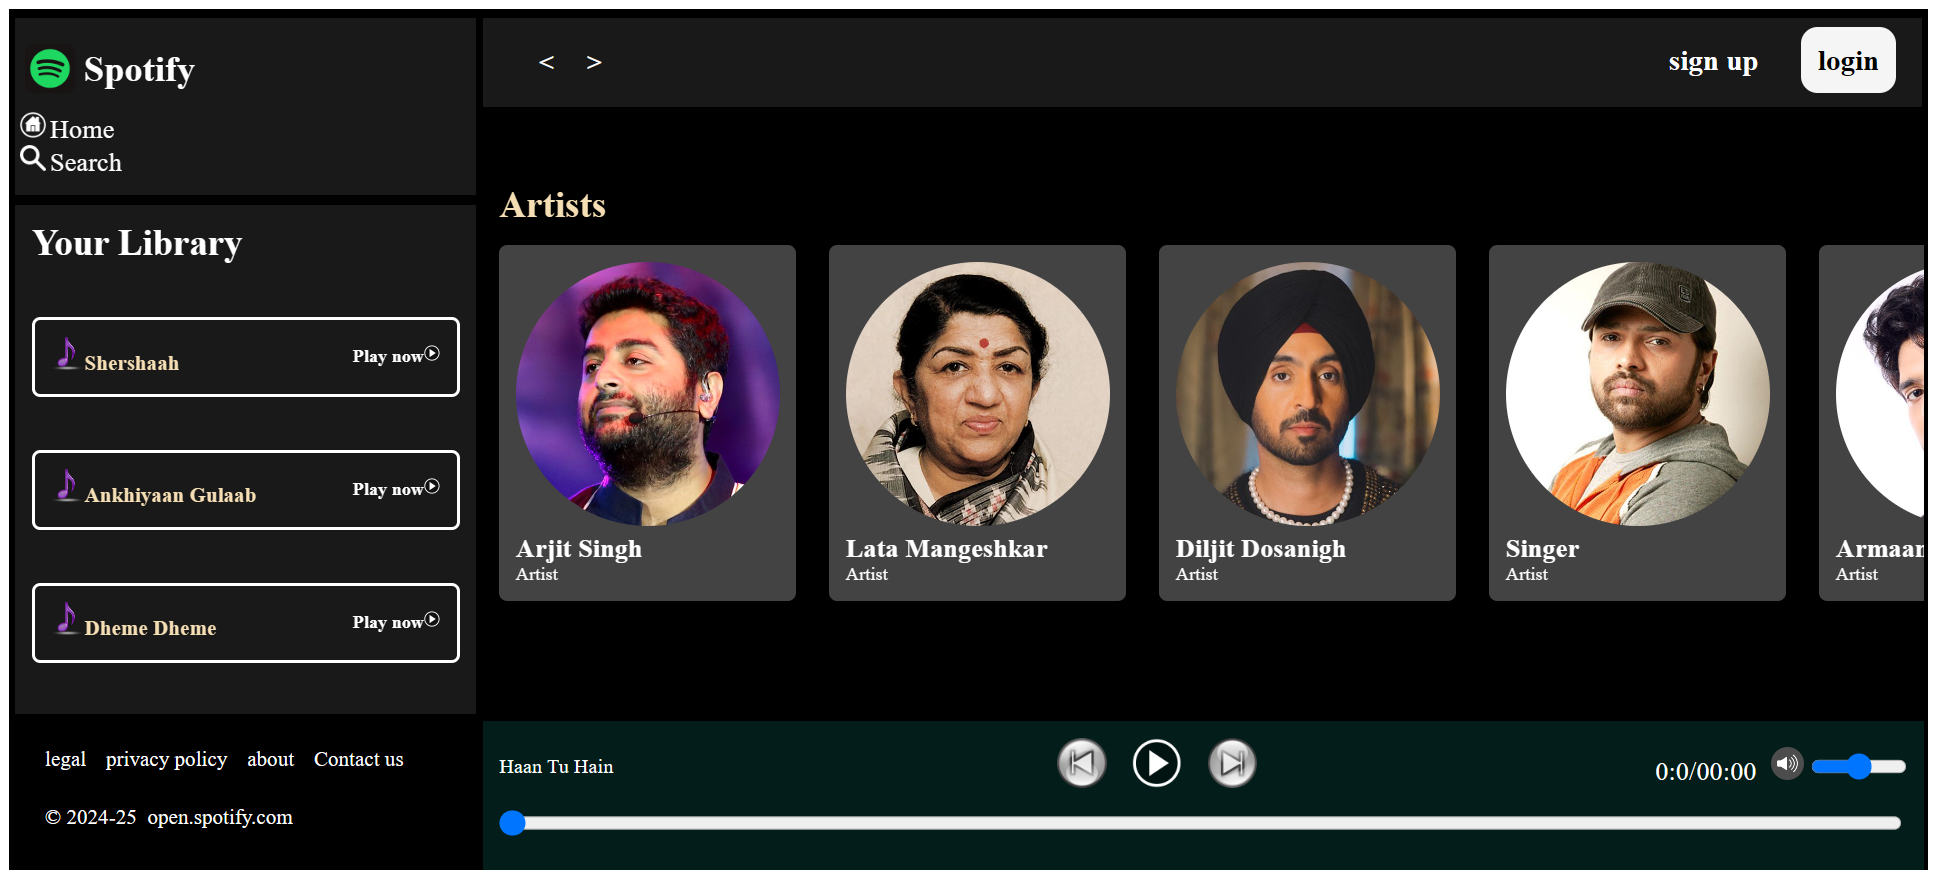 Spotify
Home
Search
Your Library
Shershaah
Play now
Ankhiyaan Gulaab
Play now
Dheme Dheme
Play now
legal privacy policy about Contact us
© 2024-25 open.spotify.com
< >
sign up
login
Artists
Arjit Singh
Artist
Lata Mangeshkar
Artist
Diljit Dosanigh
Artist
Singer
Artist
Armaan
Artist
Haan Tu Hain
0:0/00:00